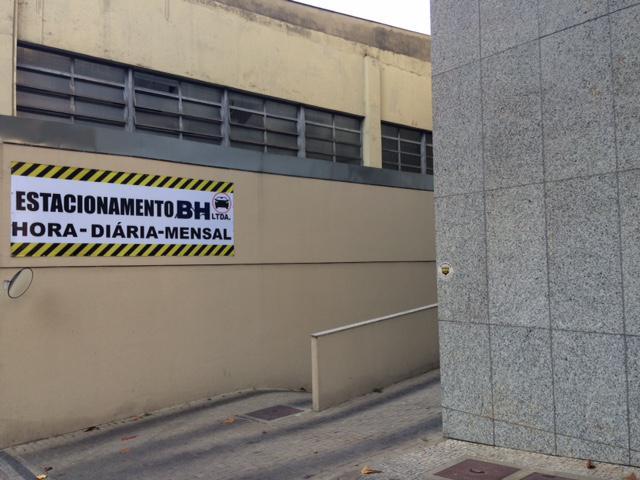 ESTACIONAMENTO BH LTDA.
HORA-DIÁRIA-MENSAL